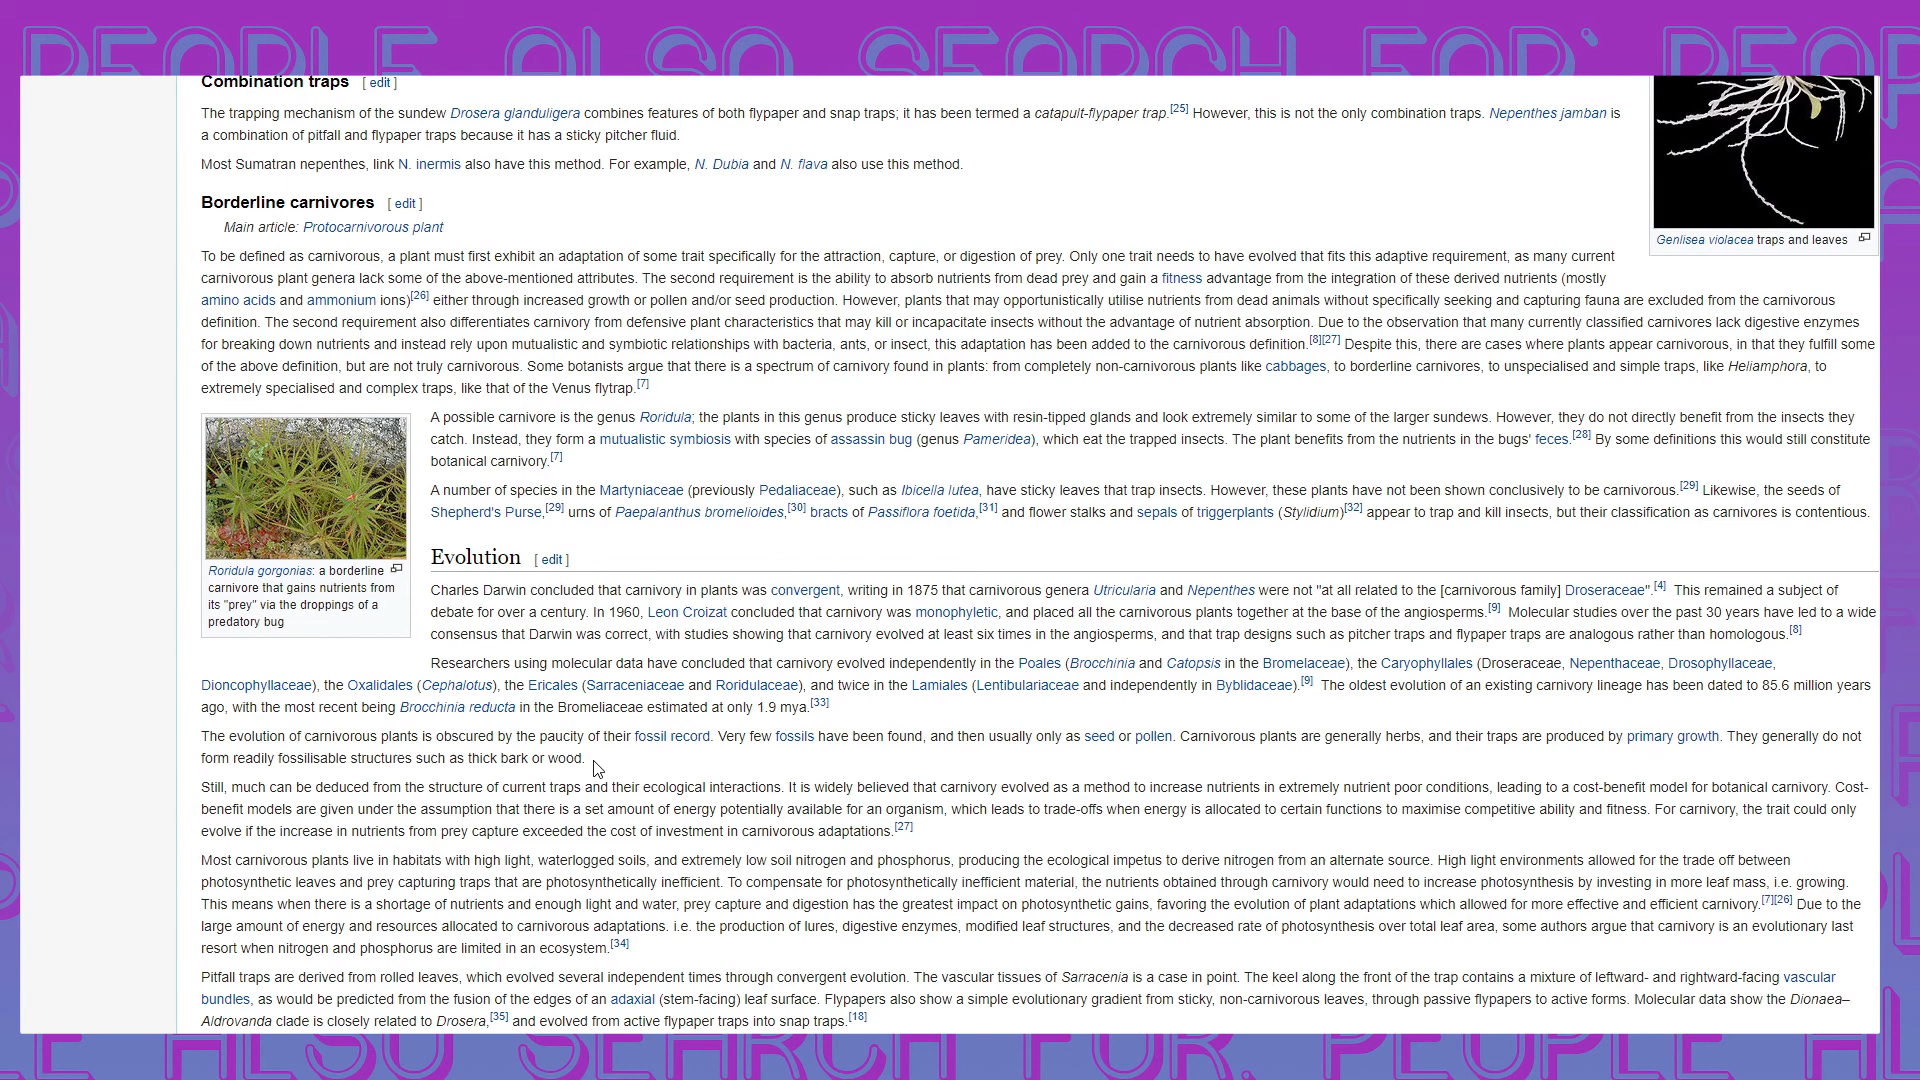 PEOPLE ALSO SEARCH FOR: PEOP
Combination traps [ edit ]
The trapping mechanism of the sundew Drosera glanduligera combines features of both flypaper and snap traps; it has been termed a catapult-flypaper trap.[25] However, this is not the only combination traps. Nepenthes jamban is
a combination of pitfall and flypaper traps because it has a sticky pitcher fluid.
Most Sumatran nepenthes, link N. inermis also have this method. For example, N. Dubia and N. flava also use this method.
Genlisea violacea traps and leaves
Borderline carnivores [ edit ]
Main article: Protocarnivorous plant
To be defined as carnivorous, a plant must first exhibit an adaptation of some trait specifically for the attraction, capture, or digestion of prey. Only one trait needs to have evolved that fits this adaptive requirement, as many current
carnivorous plant genera lack some of the above-mentioned attributes. The second requirement is the ability to absorb nutrients from dead prey and gain a fitness advantage from the integration of these derived nutrients (mostly
amino acids and ammonium ions)[26] either through increased growth or pollen and/or seed production. However, plants that may opportunistically utilise nutrients from dead animals without specifically seeking and capturing fauna are excluded from the carnivorous
definition. The second requirement also differentiates carnivory from defensive plant characteristics that may kill or incapacitate insects without the advantage of nutrient absorption. Due to the observation that many currently classified carnivores lack digestive enzymes
for breaking down nutrients and instead rely upon mutualistic and symbiotic relationships with bacteria, ants, or insect, this adaptation has been added to the carnivorous definition.[8][27] Despite this, there are cases where plants appear carnivorous, in that they fulfill some
of the above definition, but are not truly carnivorous. Some botanists argue that there is a spectrum of carnivory found in plants: from completely non-carnivorous plants like cabbages, to borderline carnivores, to unspecialised and simple traps, like Heliamphora, to
extremely specialised and complex traps, like that of the Venus flytrap.[7]
A possible carnivore is the genus Roridula; the plants in this genus produce sticky leaves with resin-tipped glands and look extremely similar to some of the larger sundews. However, they do not directly benefit from the insects they
catch. Instead, they form a mutualistic symbiosis with species of assassin bug (genus Pameridea), which eat the trapped insects. The plant benefits from the nutrients in the bugs' feces.[28] By some definitions this would still constitute
botanical carnivory.[7]
A number of species in the Martyniaceae (previously Pedaliaceae), such as Ibicella lutea, have sticky leaves that trap insects. However, these plants have not been shown conclusively to be carnivorous.[29] Likewise, the seeds of
Shepherd's Purse,[29] urns of Paepalanthus bromelioides,[30] bracts of Passiflora foetida,[31] and flower stalks and sepals of triggerplants (Stylidium)[32] appear to trap and kill insects, but their classification as carnivores is contentious.
Roridula gorgonias: a borderline
carnivore that gains nutrients from
its "prey" via the droppings of a
predatory bug
Evolution [ edit ]
Charles Darwin concluded that carnivory in plants was convergent, writing in 1875 that carnivorous genera Utricularia and Nepenthes were not "at all related to the [carnivorous family] Droseraceae".[4] This remained a subject of
debate for over a century. In 1960, Leon Croizat concluded that carnivory was monophyletic, and placed all the carnivorous plants together at the base of the angiosperms.[9] Molecular studies over the past 30 years have led to a wide
consensus that Darwin was correct, with studies showing that carnivory evolved at least six times in the angiosperms, and that trap designs such as pitcher traps and flypaper traps are analogous rather than homologous.[8]
Researchers using molecular data have concluded that carnivory evolved independently in the Poales (Brocchinia and Catopsis in the Bromelaceae), the Caryophyllales (Droseraceae, Nepenthaceae, Drosophyllaceae,
Dioncophyllaceae), the Oxalidales (Cephalotus), the Ericales (Sarraceniaceae and Roridulaceae), and twice in the Lamiales (Lentibulariaceae and independently in Byblidaceae).[9] The oldest evolution of an existing carnivory lineage has been dated to 85.6 million years
ago, with the most recent being Brocchinia reducta in the Bromeliaceae estimated at only 1.9 mya.[33]
The evolution of carnivorous plants is obscured by the paucity of their fossil record. Very few fossils have been found, and then usually only as seed or pollen. Carnivorous plants are generally herbs, and their traps are produced by primary growth. They generally do not
form readily fossilisable structures such as thick bark or wood.
Still, much can be deduced from the structure of current traps and their ecological interactions. It is widely believed that carnivory evolved as a method to increase nutrients in extremely nutrient poor conditions, leading to a cost-benefit model for botanical carnivory. Cost-
benefit models are given under the assumption that there is a set amount of energy potentially available for an organism, which leads to trade-offs when energy is allocated to certain functions to maximise competitive ability and fitness. For carnivory, the trait could only
evolve if the increase in nutrients from prey capture exceeded the cost of investment in carnivorous adaptations.[27]
Most carnivorous plants live in habitats with high light, waterlogged soils, and extremely low soil nitrogen and phosphorus, producing the ecological impetus to derive nitrogen from an alternate source. High light environments allowed for the trade off between
photosynthetic leaves and prey capturing traps that are photosynthetically inefficient. To compensate for photosynthetically inefficient material, the nutrients obtained through carnivory would need to increase photosynthesis by investing in more leaf mass, i.e. growing.
This means when there is a shortage of nutrients and enough light and water, prey capture and digestion has the greatest impact on photosynthetic gains, favoring the evolution of plant adaptations which allowed for more effective and efficient carnivory.[7][26] Due to the
large amount of energy and resources allocated to carnivorous adaptations. i.e. the production of lures, digestive enzymes, modified leaf structures, and the decreased rate of photosynthesis over total leaf area, some authors argue that carnivory is an evolutionary last
resort when nitrogen and phosphorus are limited in an ecosystem.[34]
Pitfall traps are derived from rolled leaves, which evolved several independent times through convergent evolution. The vascular tissues of Sarracenia is a case in point. The keel along the front of the trap contains a mixture of leftward- and rightward-facing vascular
bundles, as would be predicted from the fusion of the edges of an adaxial (stem-facing) leaf surface. Flypapers also show a simple evolutionary gradient from sticky, non-carnivorous leaves, through passive flypapers to active forms. Molecular data show the Dionaea–
Aldrovanda clade is closely related to Drosera,[35] and evolved from active flypaper traps into snap traps.[18]
LE ALSO SEARCH FOR: PEOPLE AL